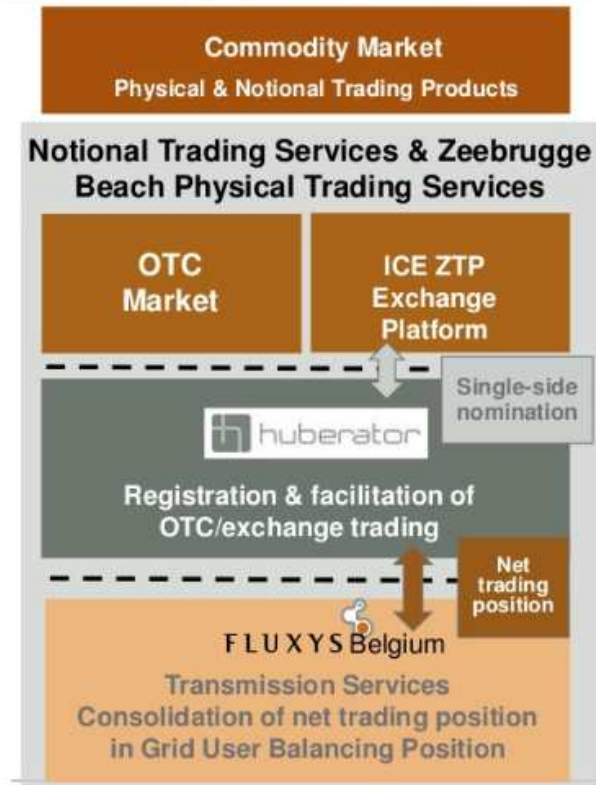 Commodity Market
Physical & Notional Trading Products
Notional Trading Services & Zeebrugge
Beach Physical Trading Services
OTC
Market
ICE ZTP
Exchange
Platform
Single-side
nomination
huberator
Registration & facilitation of
OTC/exchange trading
Net
trading
position
FLUXYS Belgium
Transmission Services
Consolidation of net trading position
in Grid User Balancing Position